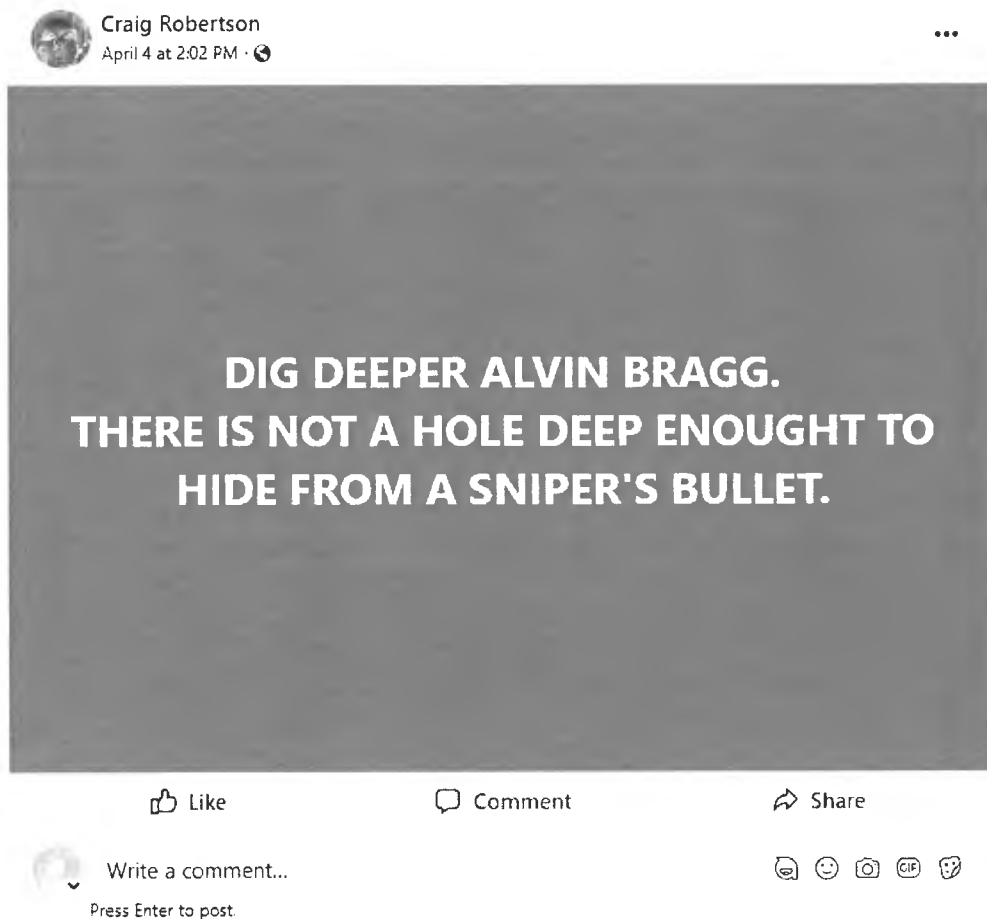 Craig Robertson
April 4 at 2:02 PM ·
DIG DEEPER ALVIN BRAGG.
THERE IS NOT A HOLE DEEP ENOUGHT TO
HIDE FROM A SNIPER'S BULLET.
Like Comment Share
Write a comment... GIF
Press Enter to post.